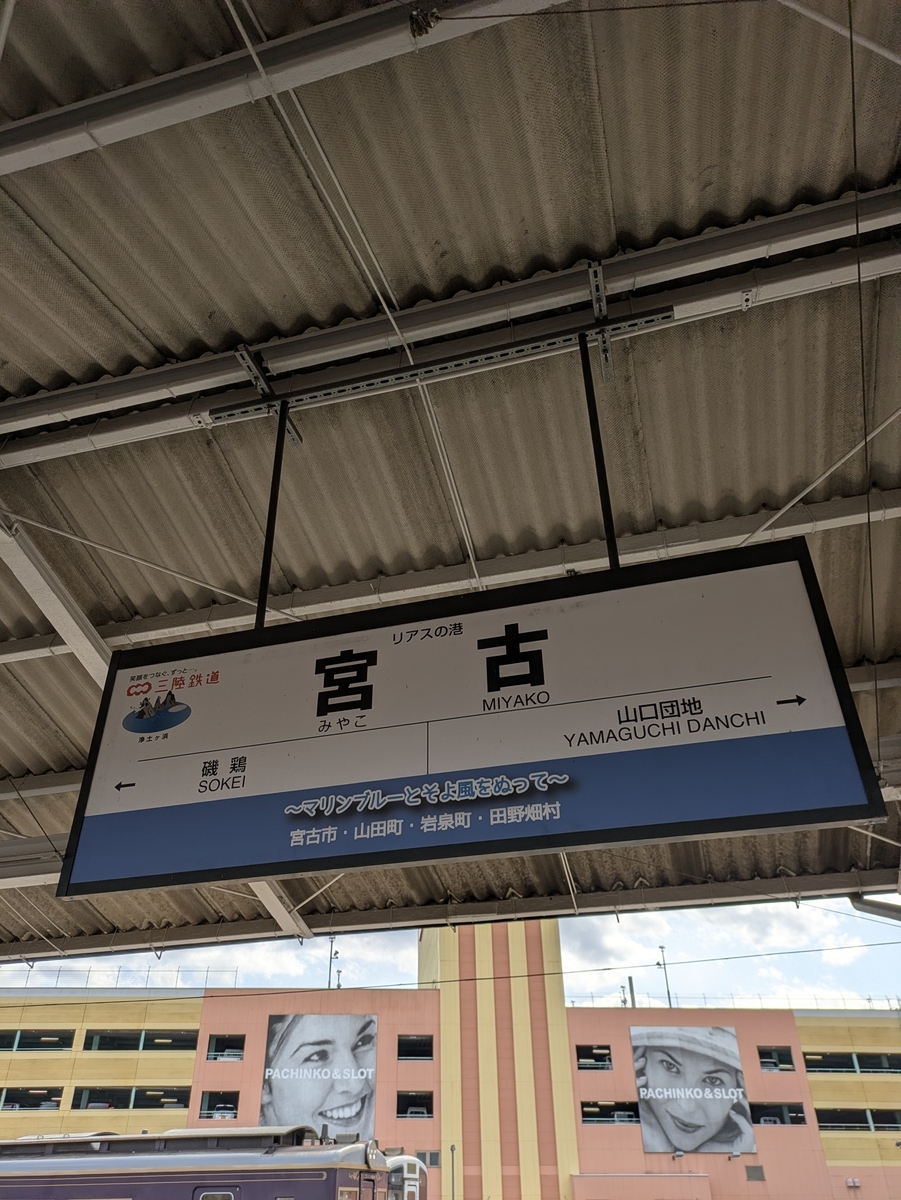 リアスの港
笑顔をつなぐ、ずっと…。
三陸鉄道
浄土ヶ浜
宮古
みやこ MIYAKO
← 磯鶏
SOKEI
山口団地 →
YAMAGUCHI DANCHI
〜マリンブルーとそよ風をぬって〜
宮古市・山田町・岩泉町・田野畑村
PACHINKO & SLOT
PACHINKO & SLOT